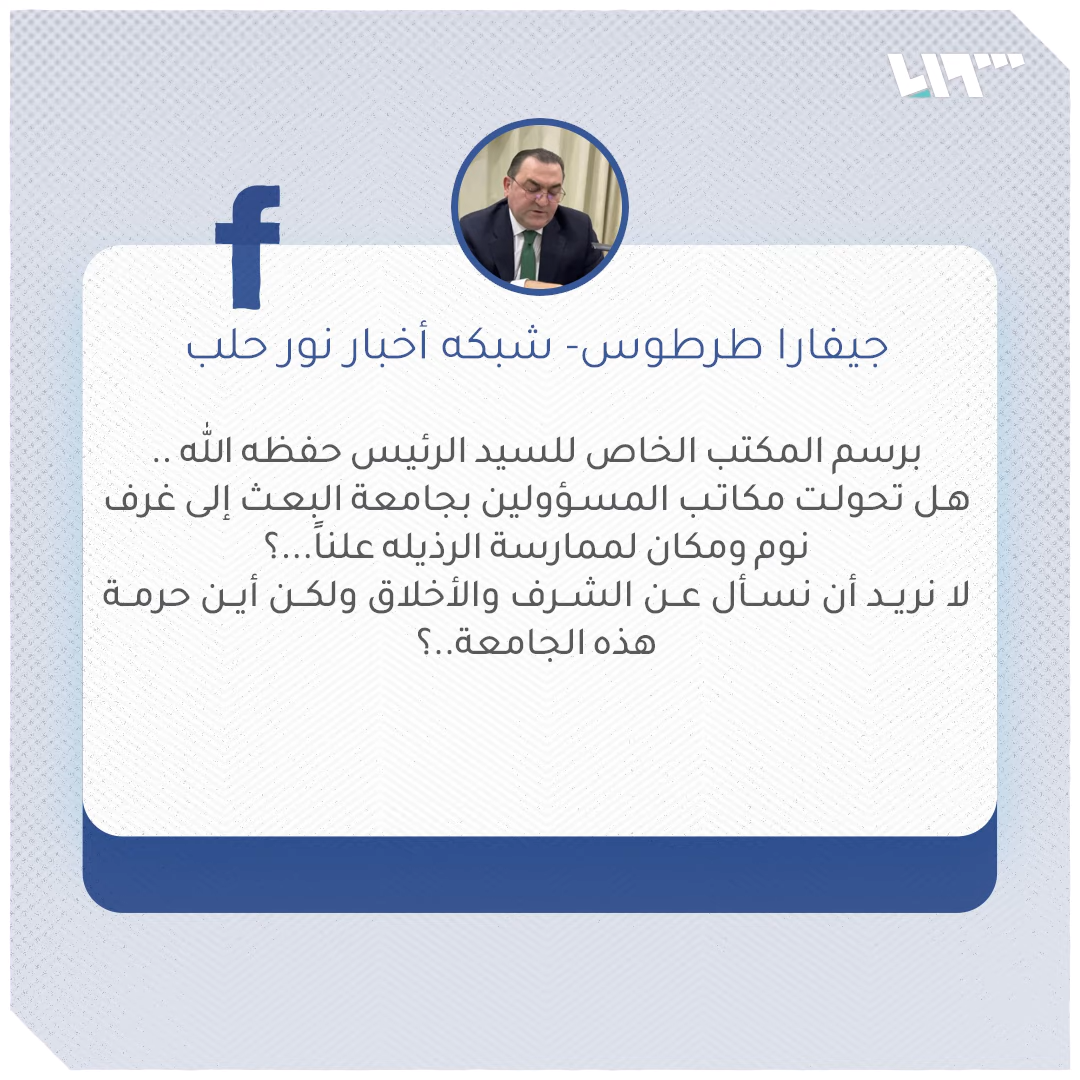 جيفارا طرطوس- شبكه أخبار نور حلب
برسم المكتب الخاص للسيد الرئيس حفظه الله ..
هل تحولت مكاتب المسؤولين بجامعة البعث إلى غرف
نوم ومكان لممارسة الرذيله علناً...؟
لا نريد أن نسأل عن الشرف والأخلاق ولكن أين حرمة
هذه الجامعة..؟